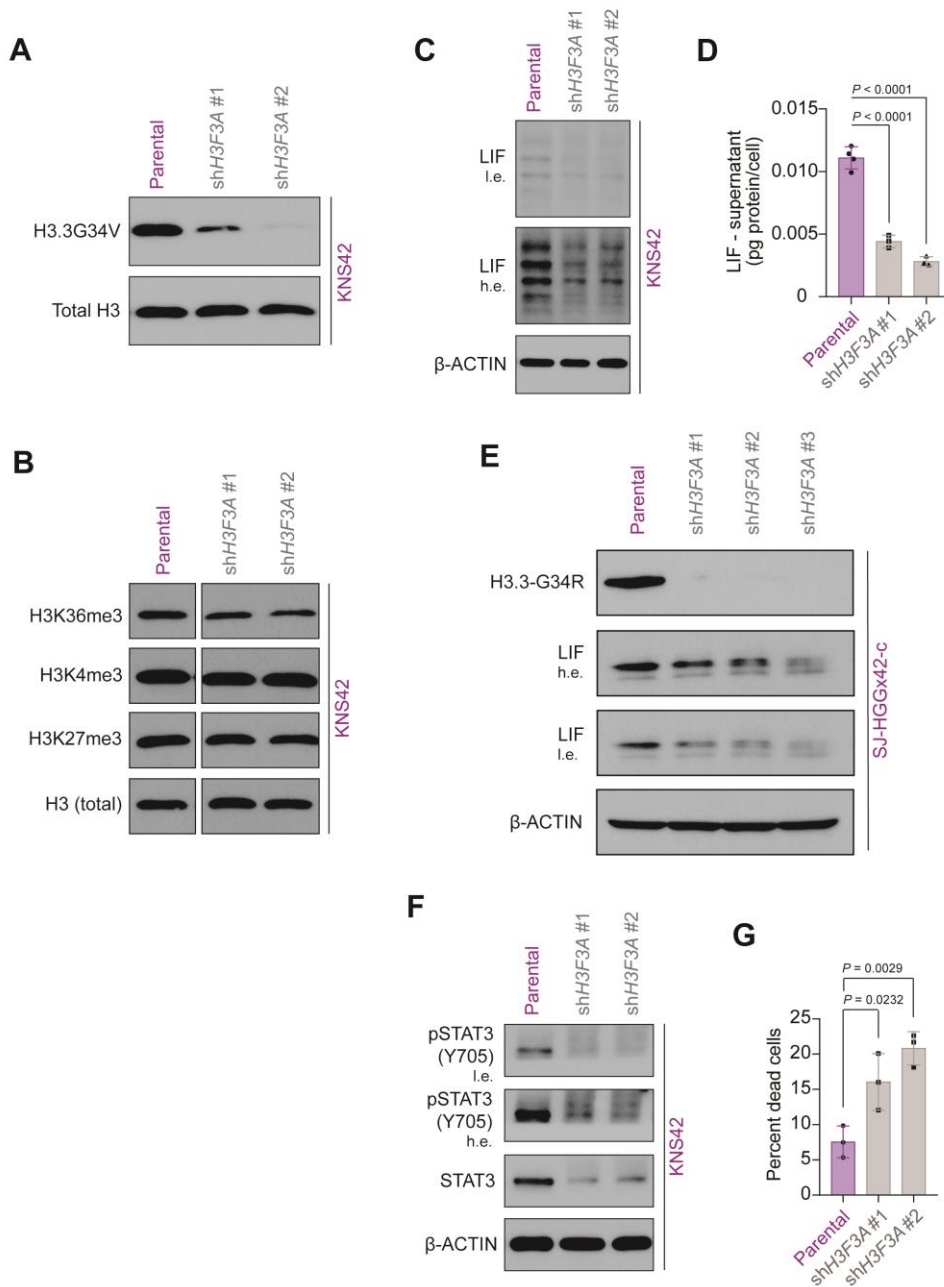 A
Parental
shH3F3A #1
shH3F3A #2
H3.3G34V
Total H3
KNS42
B
Parental
shH3F3A #1
shH3F3A #2
H3K36me3
H3K4me3
H3K27me3
H3 (total)
KNS42
C
Parental
shH3F3A #1
shH3F3A #2
LIF
l.e.
LIF
h.e.
β-ACTIN
KNS42
D
P < 0.0001
P < 0.0001
LIF - supernatant
(pg protein/cell)
0.015
0.010
0.005
0
Parental
shH3F3A #1
shH3F3A #2
E
Parental
shH3F3A #1
shH3F3A #2
shH3F3A #3
H3.3-G34R
LIF
h.e.
LIF
l.e.
β-ACTIN
SJ-HGGx42-c
F
Parental
shH3F3A #1
shH3F3A #2
pSTAT3
(Y705)
l.e.
pSTAT3
(Y705)
h.e.
STAT3
β-ACTIN
KNS42
G
P = 0.0029
P = 0.0232
Percent dead cells
25
20
15
10
5
0
Parental
shH3F3A #1
shH3F3A #2